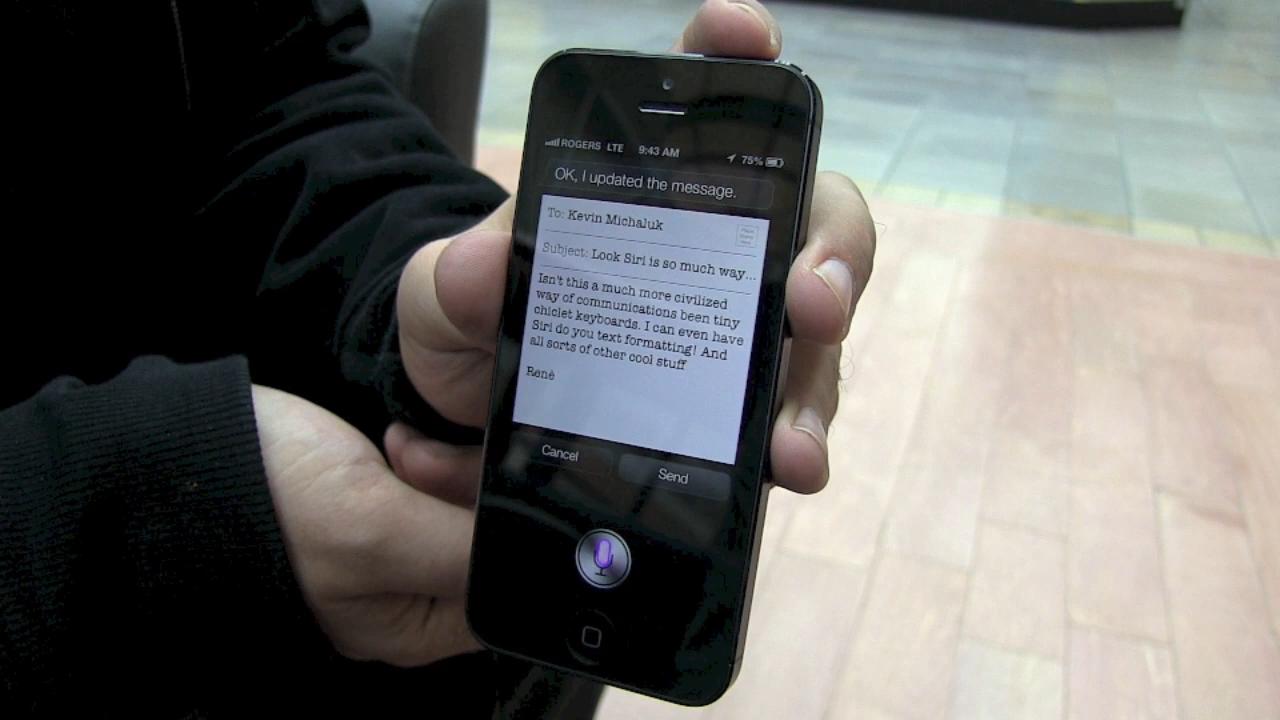 ROGERS LTE 9:43 AM 75%
OK, I updated the message.
To: Kevin Michaluk
Subject: Look Siri is so much way...
Isn't this a much more civilized
way of communications been tiny
chiclet keyboards. I can even have
Siri do you text formatting! And
all sorts of other cool stuff
René
Cancel Send